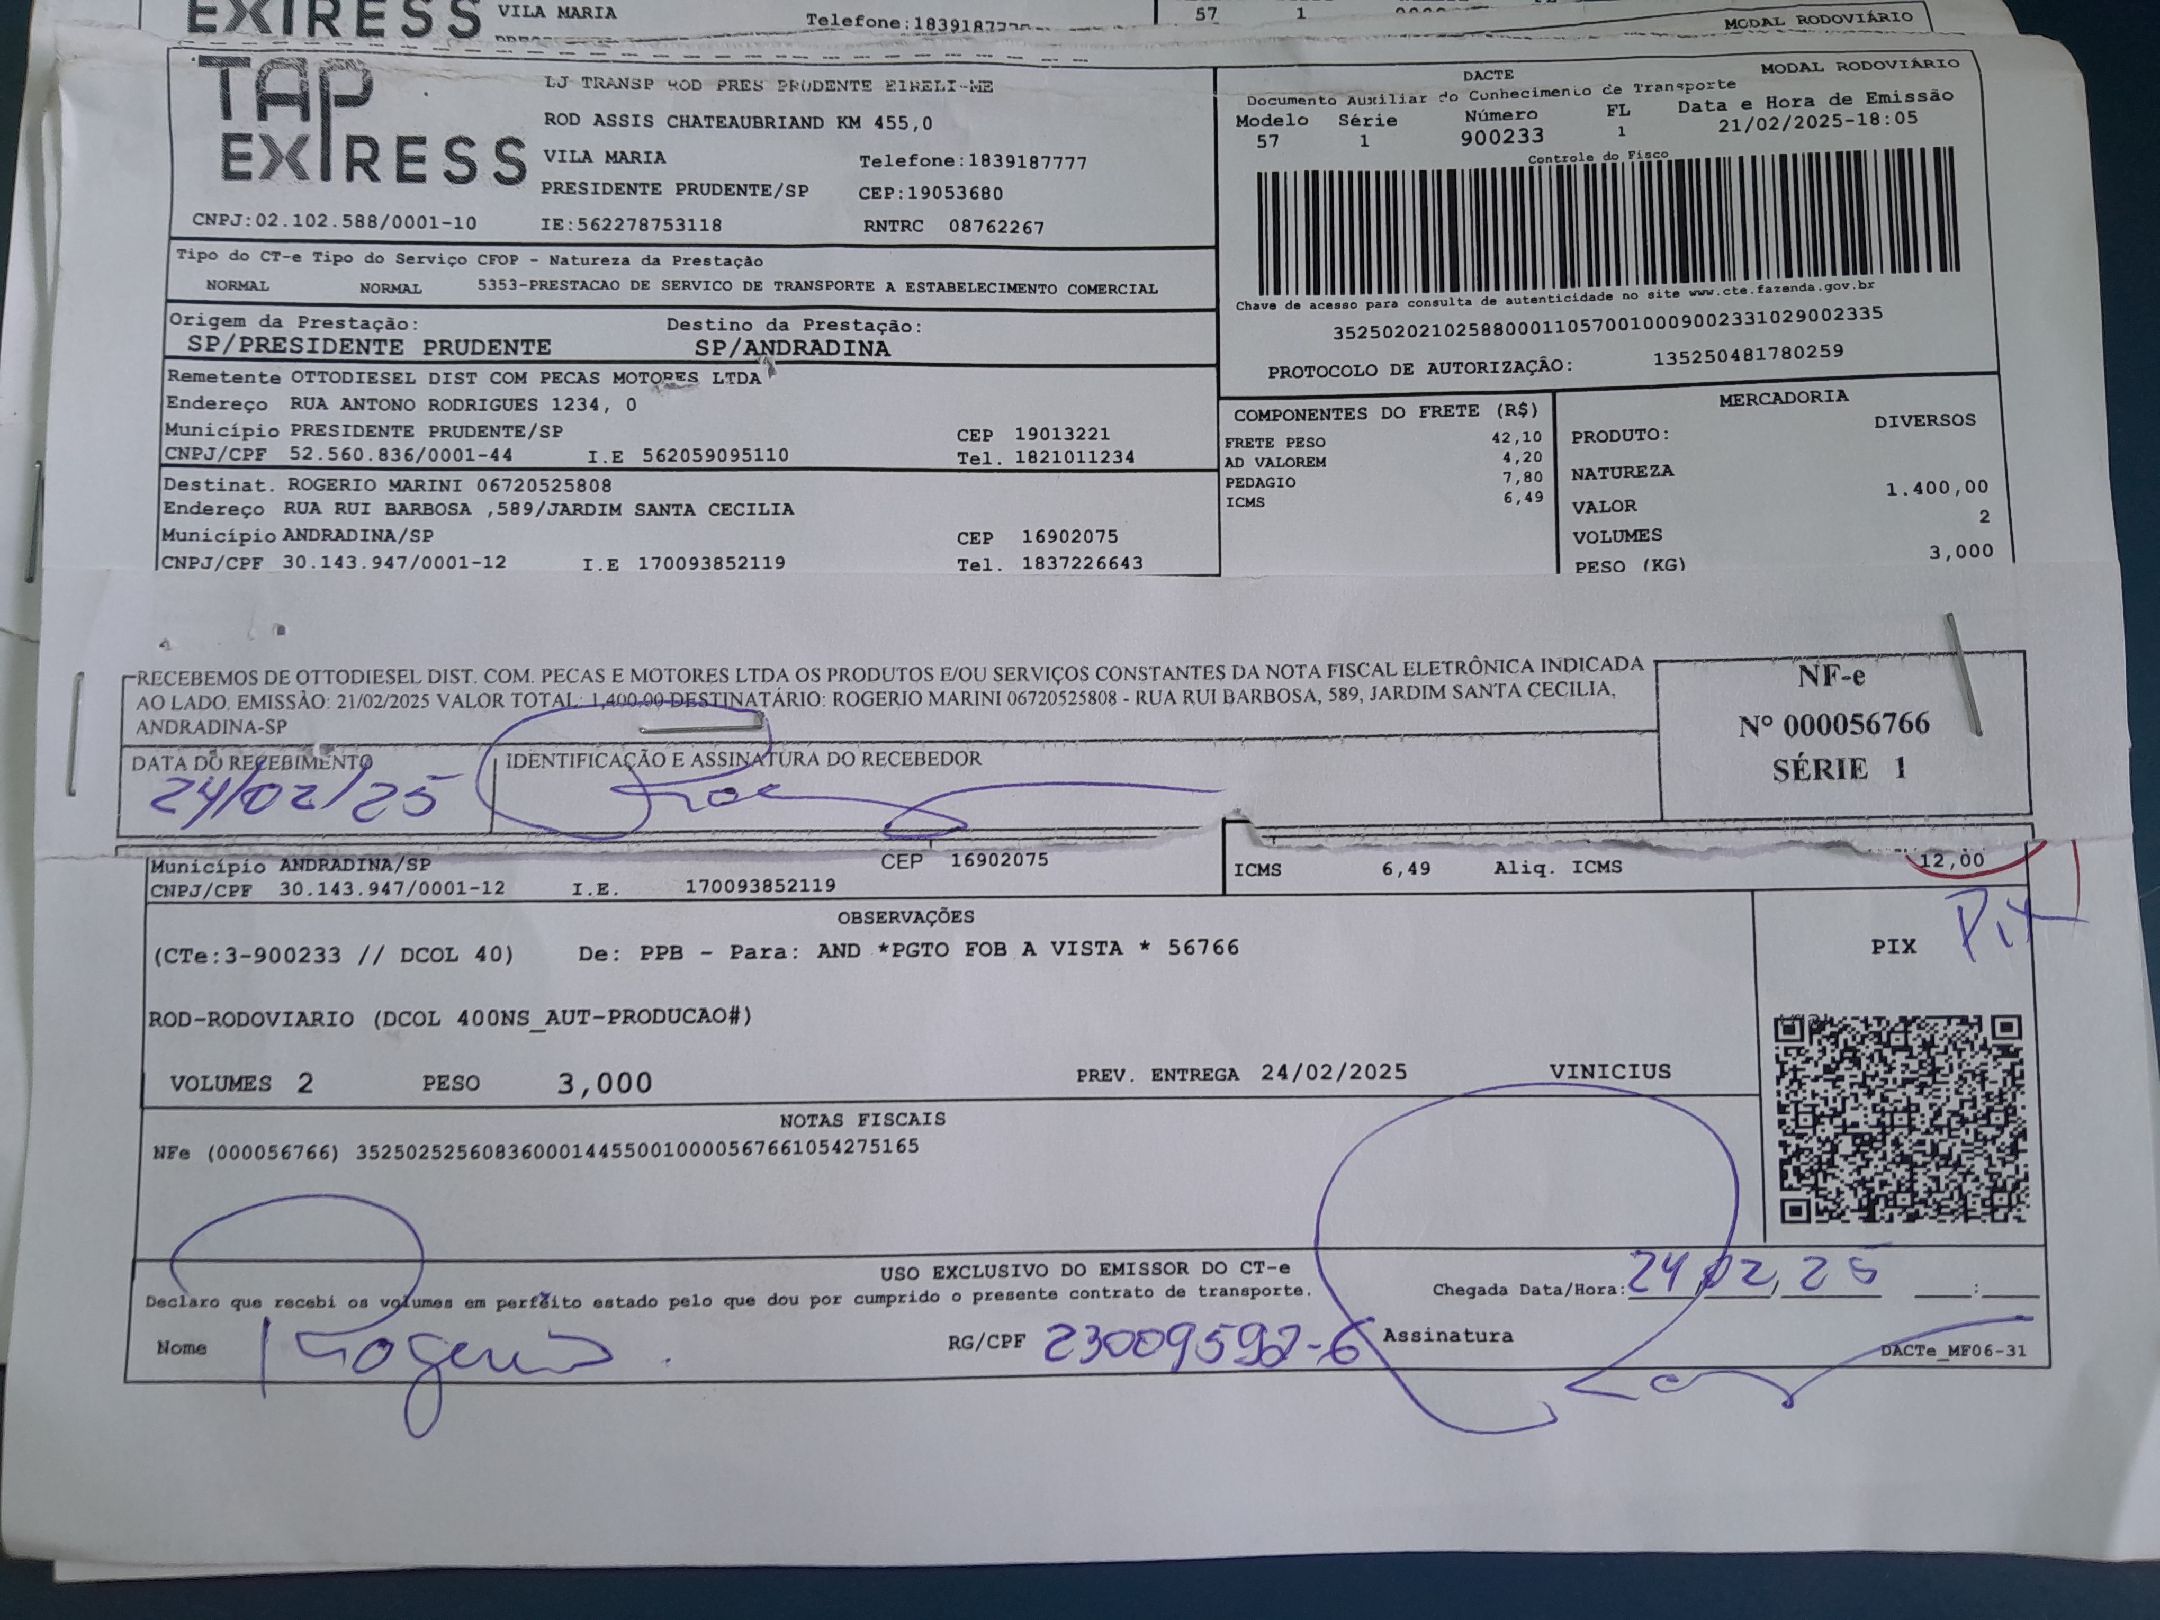 EXPRESS VILA MARIA Telefone:1839187777 57 1
MODAL RODOVIÁRIO
TAP EXPRESS
LJ TRANSP ROD PRES PRUDENTE EIRELI-ME
ROD ASSIS CHATEAUBRIAND KM 455,0
VILA MARIA Telefone:1839187777
PRESIDENTE PRUDENTE/SP CEP:19053680
CNPJ:02.102.588/0001-10 IE:562278753118 RNTRC 08762267
DACTE MODAL RODOVIÁRIO
Documento Auxiliar do Conhecimento de Transporte
Modelo Série Número FL Data e Hora de Emissão
57 1 900233 1 21/02/2025-18:05
Controle do Fisco
Chave de acesso para consulta de autenticidade no site www.cte.fazenda.gov.br
35250202102588000110570010009002331029002335
PROTOCOLO DE AUTORIZAÇÃO: 135250481780259
Tipo do CT-e Tipo do Serviço CFOP - Natureza da Prestação
NORMAL NORMAL 5353-PRESTACAO DE SERVICO DE TRANSPORTE A ESTABELECIMENTO COMERCIAL
Origem da Prestação: Destino da Prestação:
SP/PRESIDENTE PRUDENTE SP/ANDRADINA
Remetente OTTODIESEL DIST COM PECAS MOTORES LTDA
Endereço RUA ANTONO RODRIGUES 1234, 0
Município PRESIDENTE PRUDENTE/SP CEP 19013221
CNPJ/CPF 52.560.836/0001-44 I.E 562059095110 Tel. 1821011234
Destinat. ROGERIO MARINI 06720525808
Endereço RUA RUI BARBOSA ,589/JARDIM SANTA CECILIA
Município ANDRADINA/SP CEP 16902075
CNPJ/CPF 30.143.947/0001-12 I.E 170093852119 Tel. 1837226643
COMPONENTES DO FRETE (R$)
FRETE PESO 42,10
AD VALOREM 4,20
PEDAGIO 7,80
ICMS 6,49
MERCADORIA
PRODUTO: DIVERSOS
NATUREZA
VALOR 1.400,00
VOLUMES 2
PESO (KG) 3,000
RECEBEMOS DE OTTODIESEL DIST. COM. PECAS E MOTORES LTDA OS PRODUTOS E/OU SERVIÇOS CONSTANTES DA NOTA FISCAL ELETRÔNICA INDICADA
AO LADO. EMISSÃO: 21/02/2025 VALOR TOTAL: 1,400.00 DESTINATÁRIO: ROGERIO MARINI 06720525808 - RUA RUI BARBOSA, 589, JARDIM SANTA CECILIA,
ANDRADINA-SP
NF-e
Nº 000056766
SÉRIE 1
DATA DO RECEBIMENTO IDENTIFICAÇÃO E ASSINATURA DO RECEBEDOR
24/02/25
Município ANDRADINA/SP CEP 16902075
CNPJ/CPF 30.143.947/0001-12 I.E. 170093852119
ICMS 6,49 Aliq. ICMS 12,00
OBSERVAÇÕES
(CTe:3-900233 // DCOL 40) De: PPB - Para: AND *PGTO FOB A VISTA * 56766
PIX Pix
ROD-RODOVIARIO (DCOL 400NS_AUT-PRODUCAO#)
VOLUMES 2 PESO 3,000 PREV. ENTREGA 24/02/2025 VINICIUS
NOTAS FISCAIS
NFe (000056766) 35250252560836000144550010000567661054275165
USO EXCLUSIVO DO EMISSOR DO CT-e
Declaro que recebi os volumes em perfeito estado pelo que dou por cumprido o presente contrato de transporte.
Chegada Data/Hora: 24,02,25 :
Nome Rogerio RG/CPF 23009592-6 Assinatura
DACTe_MF06-31